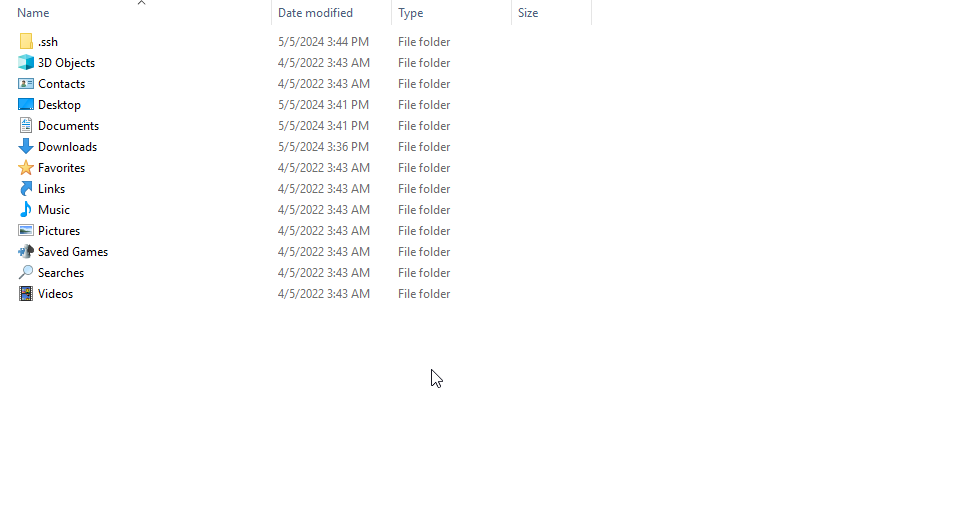 Name Date modified Type Size
.ssh 5/5/2024 3:44 PM File folder
3D Objects 4/5/2022 3:43 AM File folder
Contacts 4/5/2022 3:43 AM File folder
Desktop 5/5/2024 3:41 PM File folder
Documents 5/5/2024 3:41 PM File folder
Downloads 5/5/2024 3:36 PM File folder
Favorites 4/5/2022 3:43 AM File folder
Links 4/5/2022 3:43 AM File folder
Music 4/5/2022 3:43 AM File folder
Pictures 4/5/2022 3:43 AM File folder
Saved Games 4/5/2022 3:43 AM File folder
Searches 4/5/2022 3:43 AM File folder
Videos 4/5/2022 3:43 AM File folder